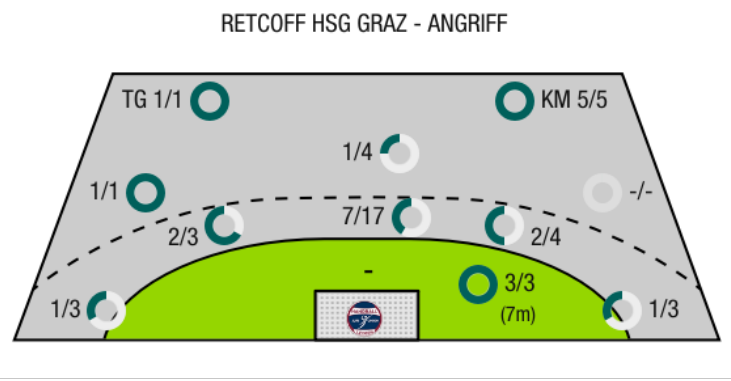 RETCOFF HSG GRAZ - ANGRIFF
TG 1/1
KM 5/5
1/4
1/1
-/-
2/3
7/17
2/4
-
3/3
(7m)
1/3
1/3